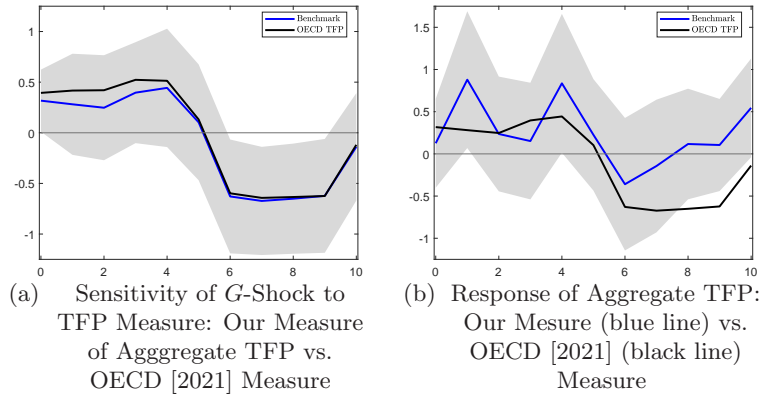 1
0.5
0
-0.5
-1
0 2 4 6 8 10
Benchmark
OECD TFP
1.5
1
0.5
0
-0.5
-1
0 2 4 6 8 10
Benchmark
OECD TFP
(a) Sensitivity of G-Shock to
TFP Measure: Our Measure
of Agggregate TFP vs.
OECD [2021] Measure
(b) Response of Aggregate TFP:
Our Mesure (blue line) vs.
OECD [2021] (black line)
Measure